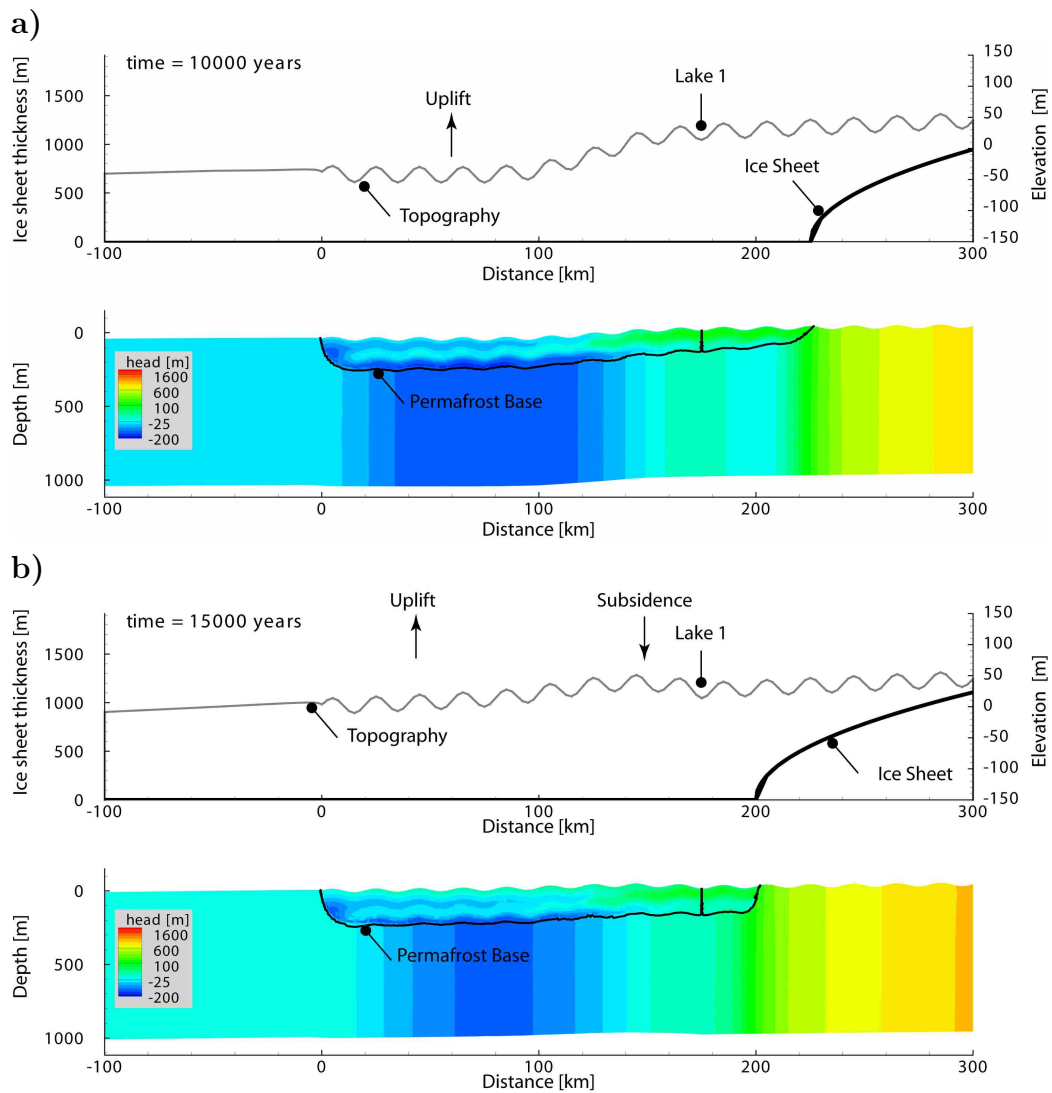 a)
time = 10000 years
Uplift
Lake 1
Ice Sheet
Topography
Ice sheet thickness [m]
1500
1000
500
0
150
100
50
0
-50
-100
-150
Elevation [m]
-100 0 100 200 300
Distance [km]
Depth [m]
0
500
1000
head [m]
1600
600
100
-25
-200
Permafrost Base
-100 0 100 200 300
Distance [km]
b)
time = 15000 years
Uplift
Subsidence
Lake 1
Topography
Ice Sheet
Ice sheet thickness [m]
1500
1000
500
0
150
100
50
0
-50
-100
-150
Elevation [m]
-100 0 100 200 300
Distance [km]
Depth [m]
0
500
1000
head [m]
1600
600
100
-25
-200
Permafrost Base
-100 0 100 200 300
Distance [km]